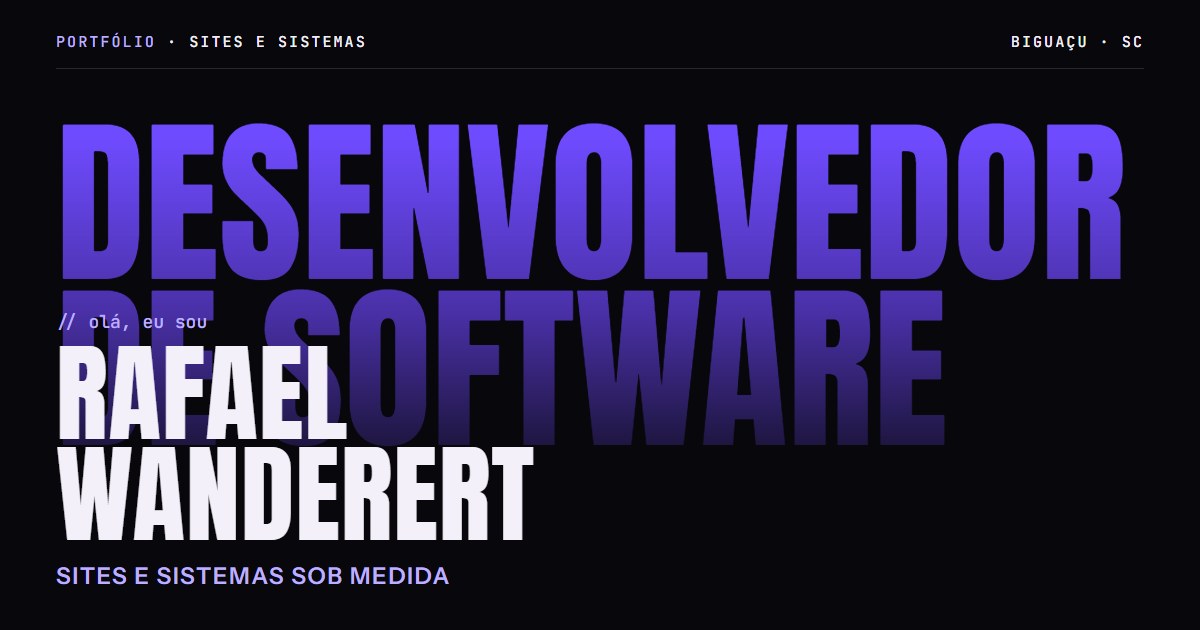 PORTFÓLIO · SITES E SISTEMAS
BIGUAÇU · SC
DESENVOLVEDOR
DE SOFTWARE
// olá, eu sou
RAFAEL
WANDERERT
SITES E SISTEMAS SOB MEDIDA